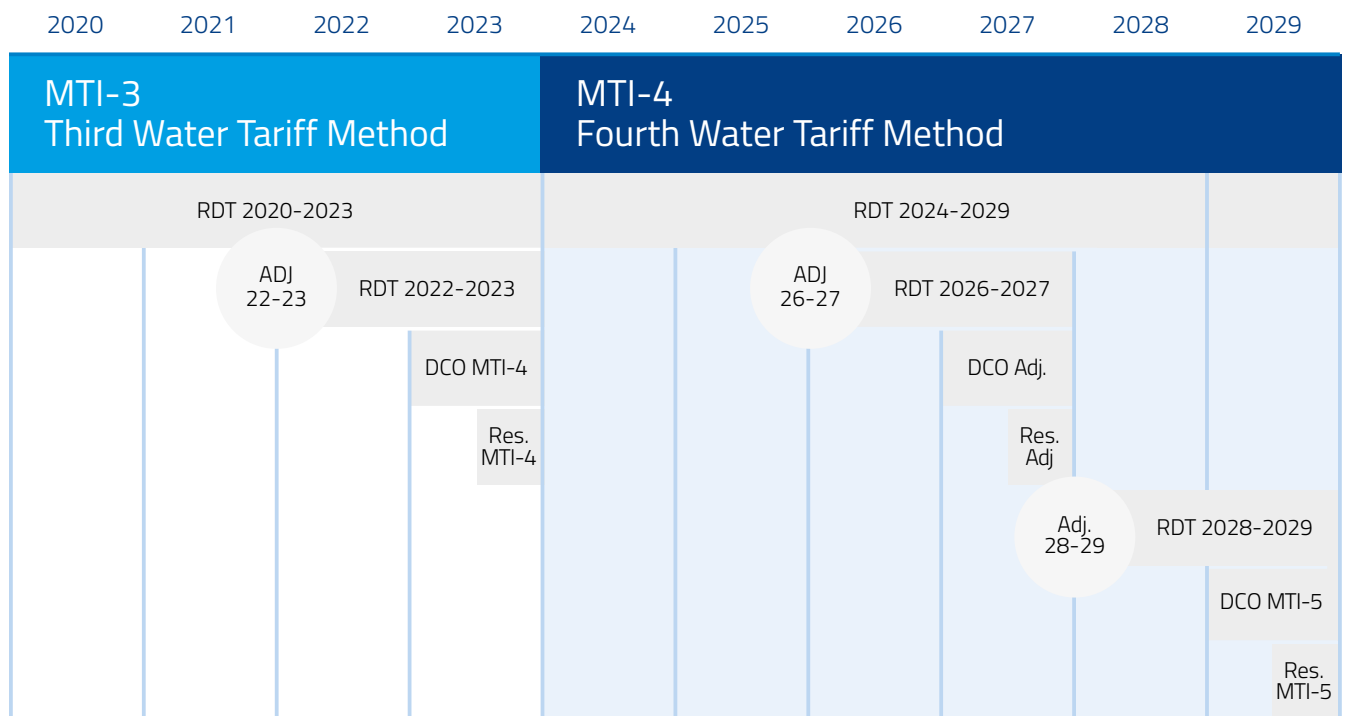 2020 2021 2022 2023 2024 2025 2026 2027 2028 2029
MTI-3
Third Water Tariff Method
MTI-4
Fourth Water Tariff Method
RDT 2020-2023
RDT 2024-2029
ADJ
22-23
RDT 2022-2023
ADJ
26-27
RDT 2026-2027
DCO MTI-4
DCO Adj.
Res.
MTI-4
Res.
Adj
Adj.
28-29
RDT 2028-2029
DCO MTI-5
Res.
MTI-5